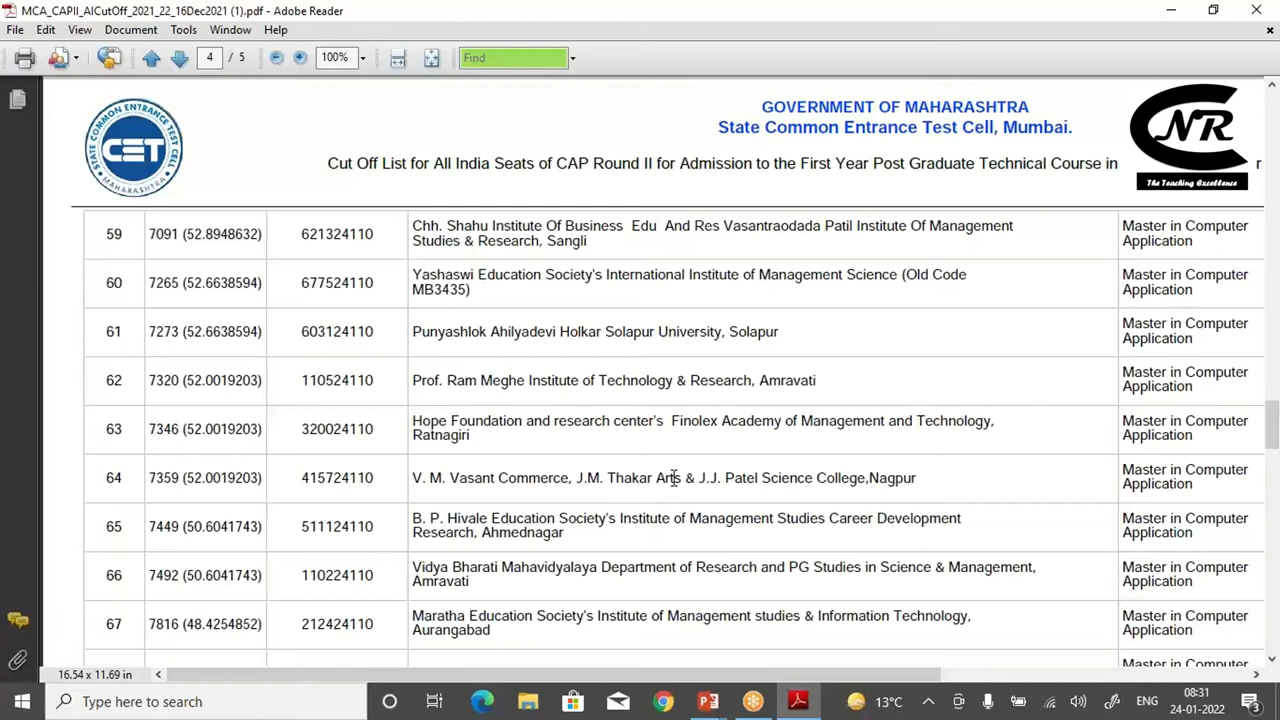 MCA_CAPII_AICutOff_2021_22_16Dec2021 (1).pdf - Adobe Reader
File Edit View Document Tools Window Help
4 / 5 100% Find
STATE COMMON ENTRANCE TEST CELL
CET
MAHARASHTRA
GOVERNMENT OF MAHARASHTRA
State Common Entrance Test Cell, Mumbai.
Cut Off List for All India Seats of CAP Round II for Admission to the First Year Post Graduate Technical Course in
r
CNR
The Teaching Excellence
59 7091 (52.8948632) 621324110 Chh. Shahu Institute Of Business Edu And Res Vasantraodada Patil Institute Of Management Master in Computer
Studies & Research, Sangli Application
60 7265 (52.6638594) 677524110 Yashaswi Education Society's International Institute of Management Science (Old Code Master in Computer
MB3435) Application
61 7273 (52.6638594) 603124110 Punyashlok Ahilyadevi Holkar Solapur University, Solapur Master in Computer
Application
62 7320 (52.0019203) 110524110 Prof. Ram Meghe Institute of Technology & Research, Amravati Master in Computer
Application
63 7346 (52.0019203) 320024110 Hope Foundation and research center's Finolex Academy of Management and Technology, Master in Computer
Ratnagiri Application
64 7359 (52.0019203) 415724110 V. M. Vasant Commerce, J.M. Thakar Arts & J.J. Patel Science College,Nagpur Master in Computer
Application
65 7449 (50.6041743) 511124110 B. P. Hivale Education Society's Institute of Management Studies Career Development Master in Computer
Research, Ahmednagar Application
66 7492 (50.6041743) 110224110 Vidya Bharati Mahavidyalaya Department of Research and PG Studies in Science & Management, Master in Computer
Amravati Application
67 7816 (48.4254852) 212424110 Maratha Education Society's Institute of Management studies & Information Technology, Master in Computer
Aurangabad Application
Master in Computer
16.54 x 11.69 in
Type here to search 13°C ENG 08:31
24-01-2022 3